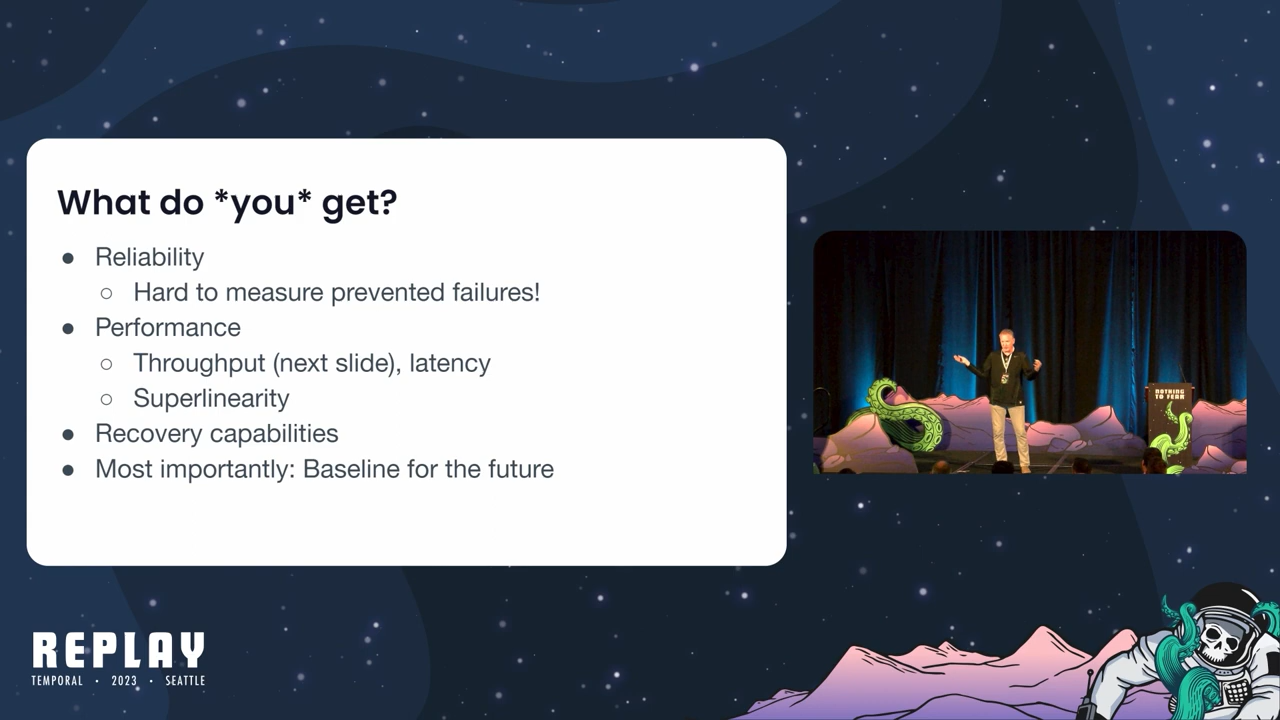 What do *you* get?
● Reliability
○ Hard to measure prevented failures!
● Performance
○ Throughput (next slide), latency
○ Superlinearity
● Recovery capabilities
● Most importantly: Baseline for the future
NOTHING
TO FEAR
REPLAY
TEMPORAL · 2023 · SEATTLE